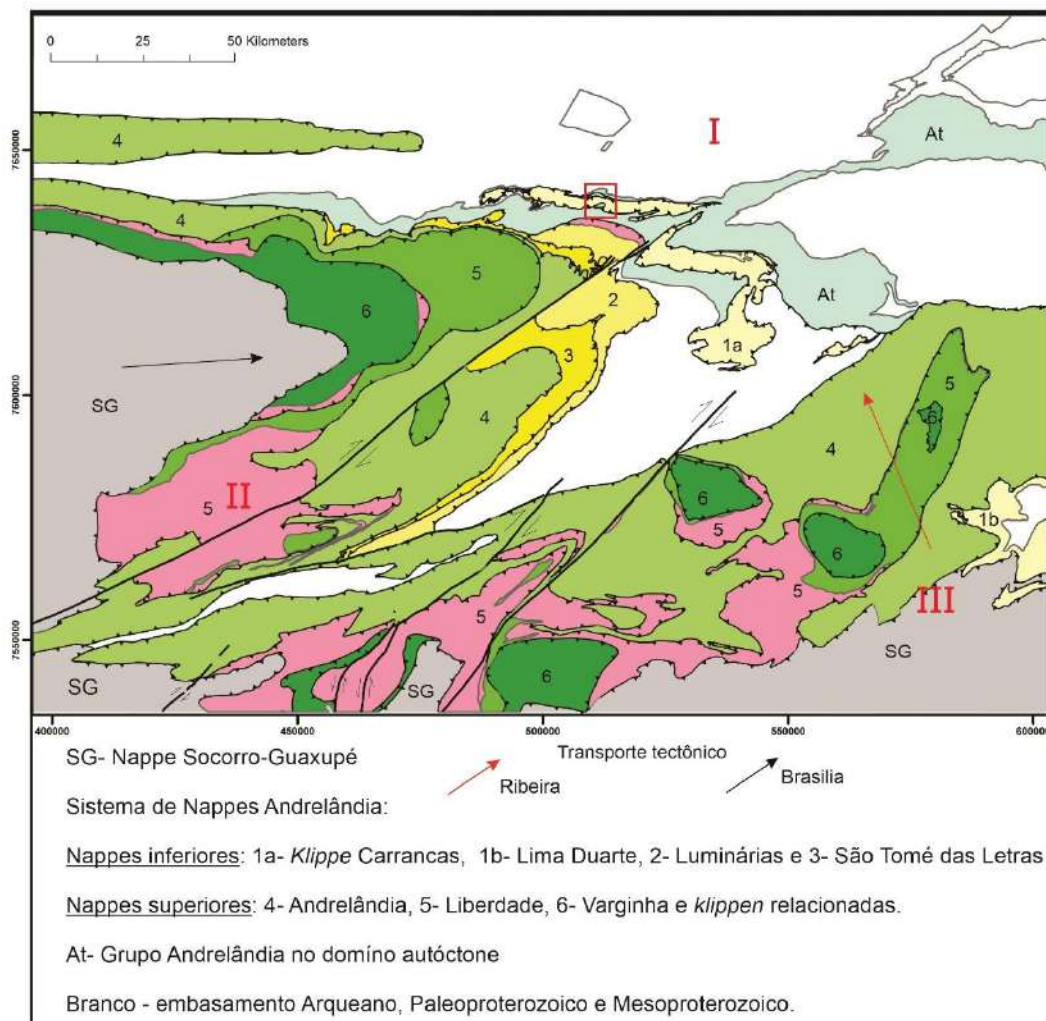 0 25 50 Kilometers
I
4
At
7650000
4
5
2
6
At
3
1a
SG
7600000
4
5
6
4
II
5
6
1b
5
6
5
5
III
7550000
SG
SG
6
SG
400000 450000 500000 550000 600000
SG- Nappe Socorro-Guaxupé
Transporte tectônico
Ribeira
Brasilia
Sistema de Nappes Andrelândia:
Nappes inferiores: 1a- Klippe Carrancas, 1b- Lima Duarte, 2- Luminárias e 3- São Tomé das Letras
Nappes superiores: 4- Andrelândia, 5- Liberdade, 6- Varginha e klippen relacionadas.
At- Grupo Andrelândia no domíno autóctone
Branco - embasamento Arqueano, Paleoproterozoico e Mesoproterozoico.